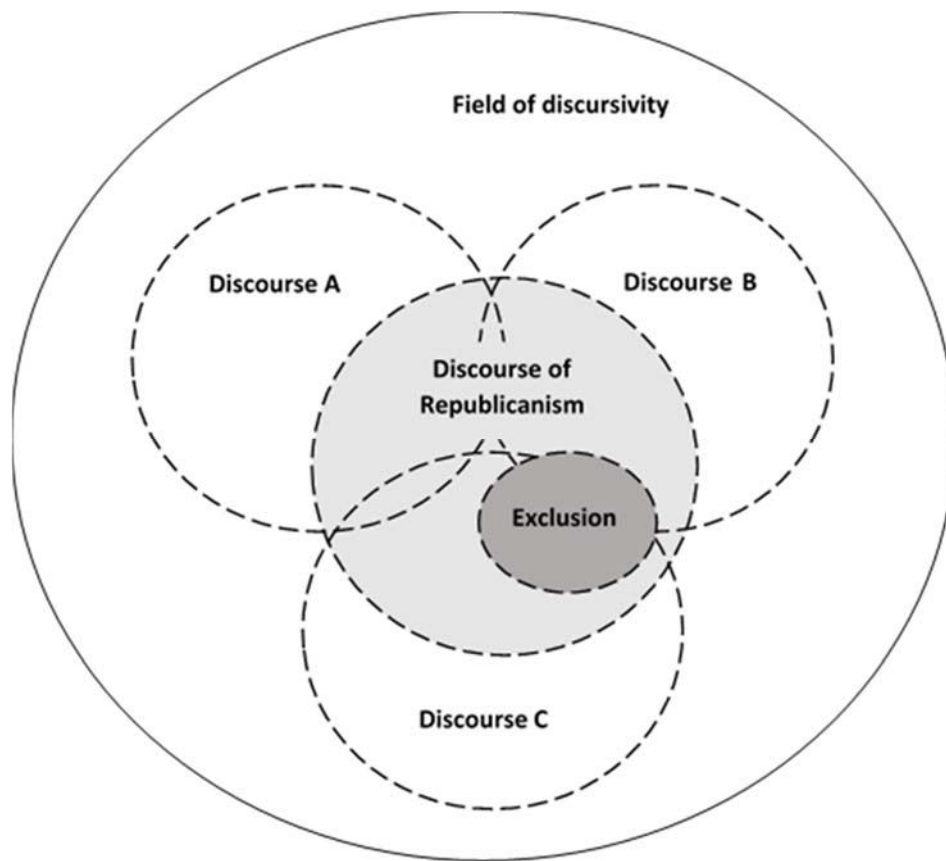 Field of discursivity
Discourse A
Discourse B
Discourse of
Republicanism
Exclusion
Discourse C